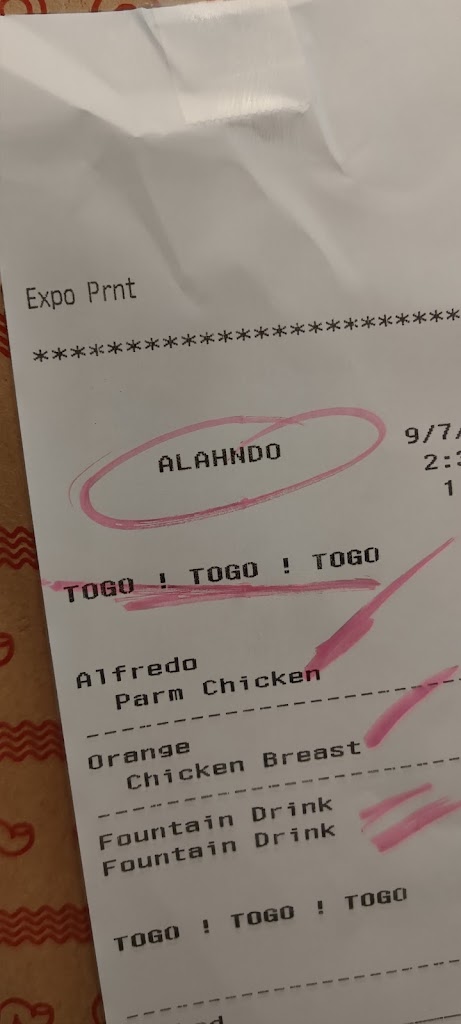 Expo Prnt
************************
ALAHNDO
9/7/
2:3
1
TOGO ! TOGO ! TOGO
Alfredo
Parm Chicken
Orange
Chicken Breast
Fountain Drink
Fountain Drink
TOGO ! TOGO ! TOGO